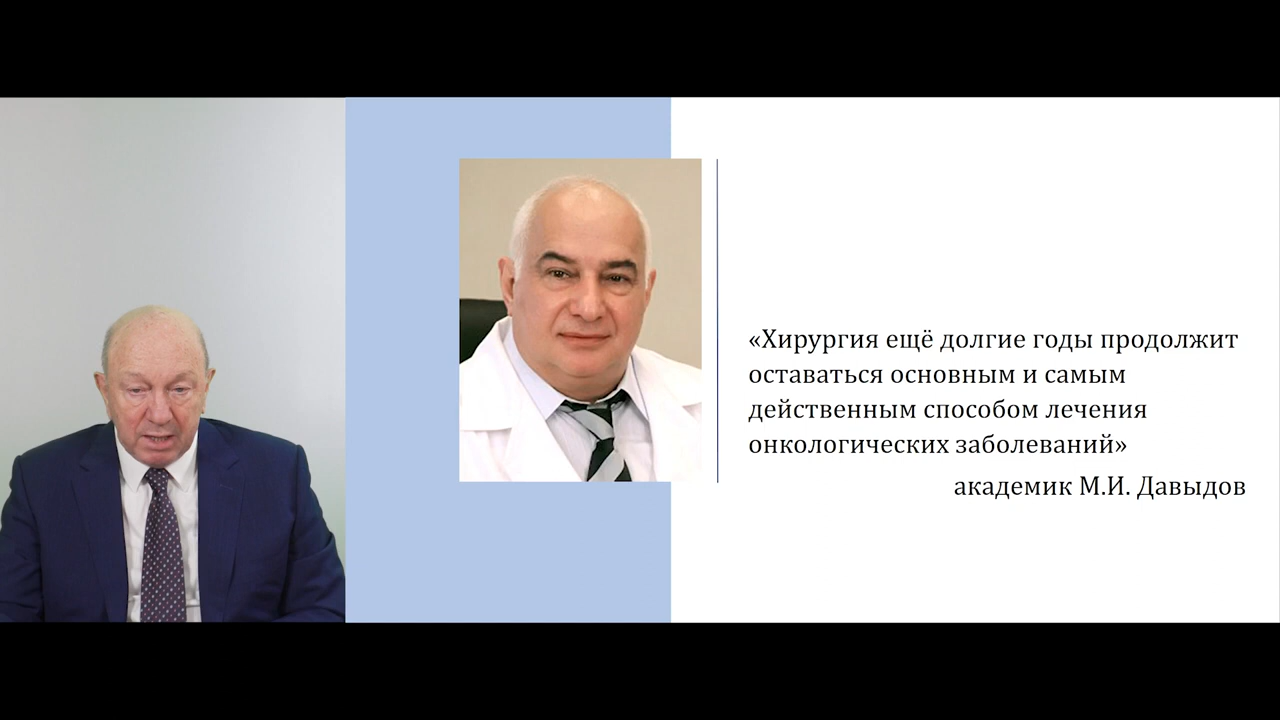 «Хирургия ещё долгие годы продолжит
оставаться основным и самым
действенным способом лечения
онкологических заболеваний»
академик М.И. Давыдов